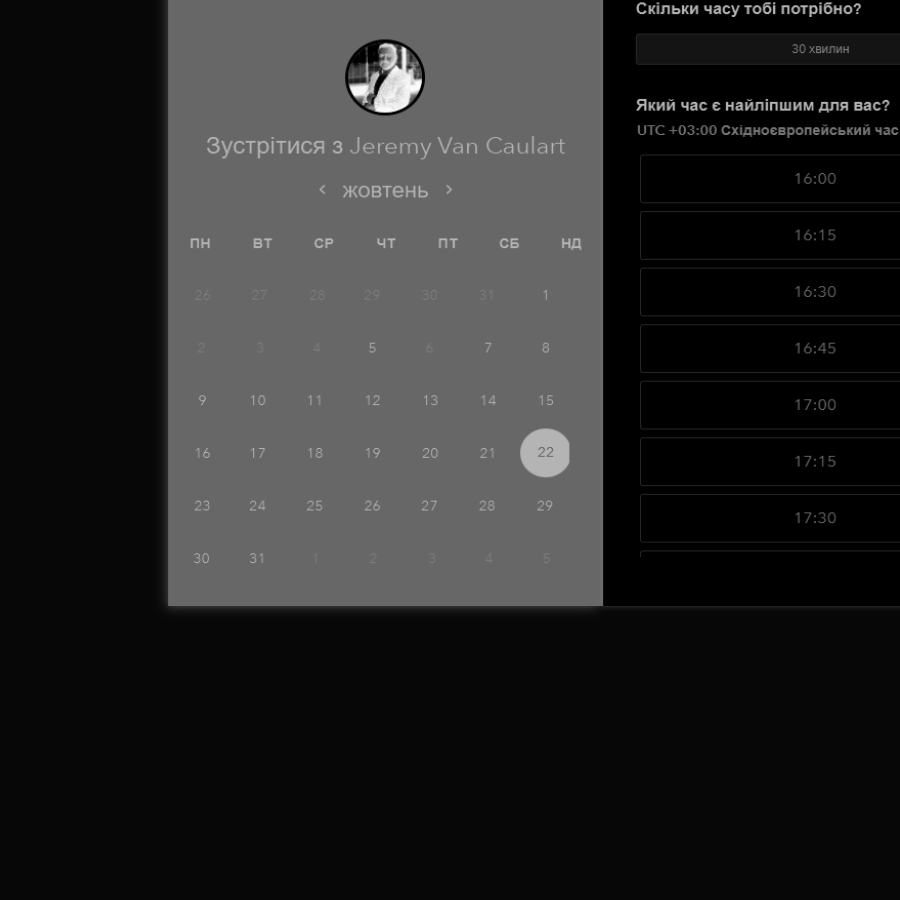 Зустрітися з Jeremy Van Caulart
жовтень
ПН ВТ СР ЧТ ПТ СБ НД
26 27 28 29 30 31 1
2 3 4 5 6 7 8
9 10 11 12 13 14 15
16 17 18 19 20 21 22
23 24 25 26 27 28 29
30 31 1 2 3 4 5
Скільки часу тобі потрібно?
30 хвилин
Який час є найліпшим для вас?
UTC +03:00 Східноєвропейський час
16:00
16:15
16:30
16:45
17:00
17:15
17:30